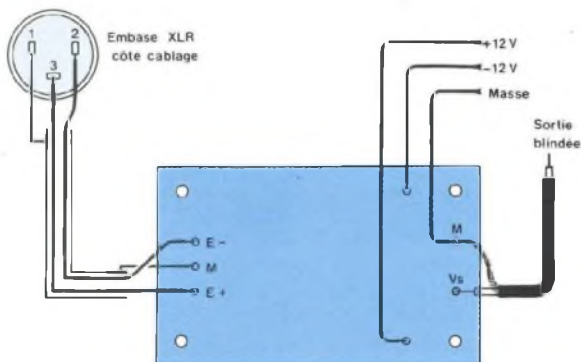 1 2
3
Embase XLR
côte cablage
+12 V
-12 V
Masse
Sortie
blindée
E -
M
E +
M
Vs